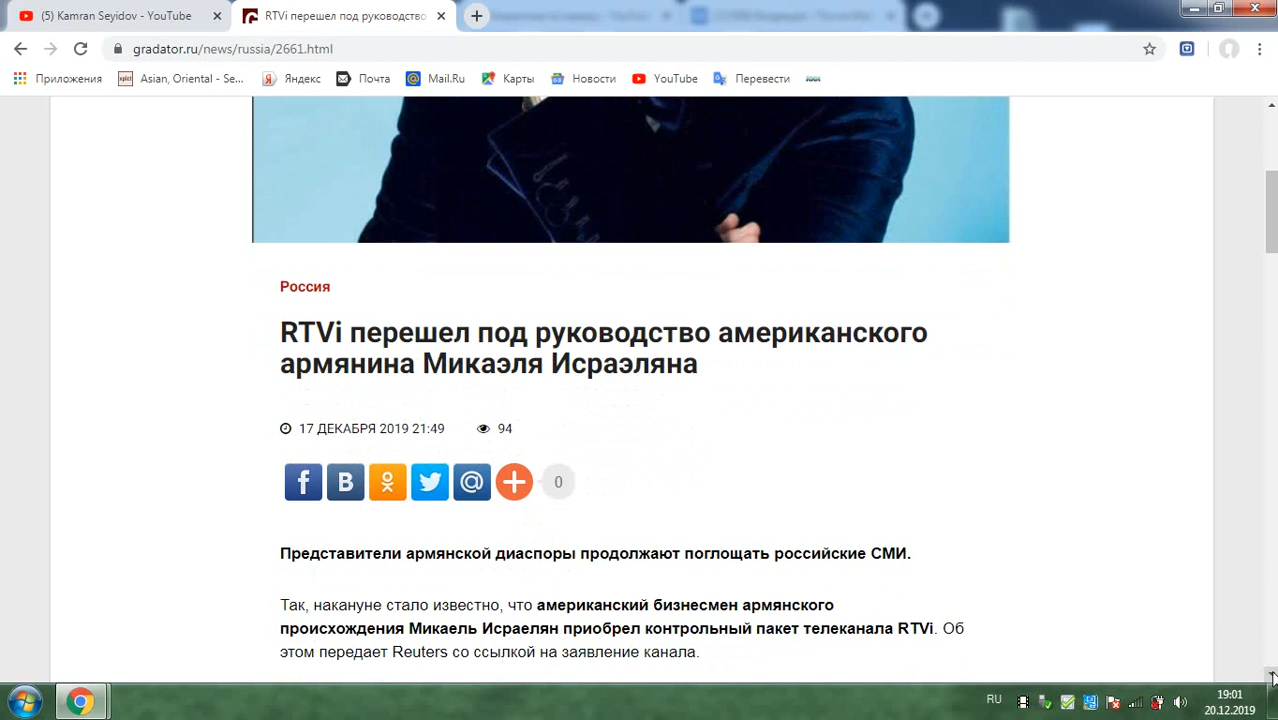 (5) Kamran Seyidov - YouTube
RTVi перешел под руководство
gradator.ru/news/russia/2661.html
Приложения
Asian, Oriental - Se...
Яндекс
Почта
Mail.Ru
Карты
Новости
YouTube
Перевести
Россия
RTVi перешел под руководство американского
армянина Микаэля Исраэляна
17 ДЕКАБРЯ 2019 21:49 94
0
Представители армянской диаспоры продолжают поглощать российские СМИ.
Так, накануне стало известно, что американский бизнесмен армянского
происхождения Микаель Исраелян приобрел контрольный пакет телеканала RTVi. Об
этом передает Reuters со ссылкой на заявление канала.
RU
19:01
20.12.2019